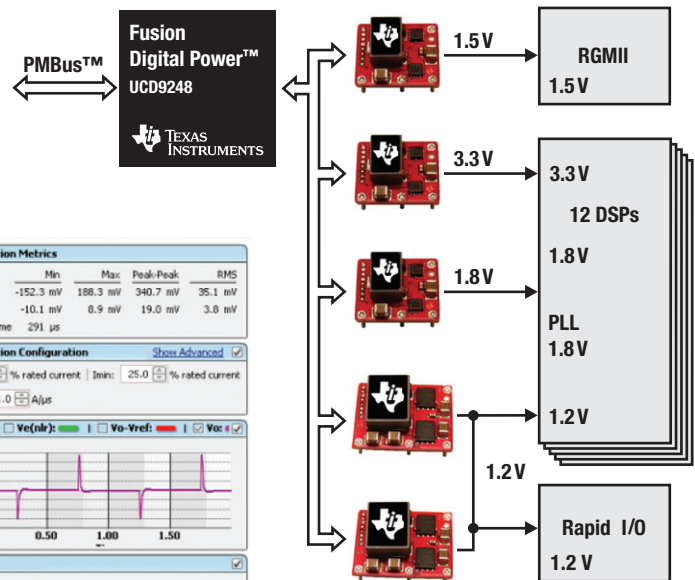 PMBus™
Fusion
Digital Power™
UCD9248
TEXAS
INSTRUMENTS
1.5 V
RGMII
1.5 V
3.3 V
3.3 V
12 DSPs
1.8 V
1.8 V
PLL
1.8 V
1.2 V
1.2 V
Rapid I/O
1.2 V
ion Metrics
Min Max Peak-Peak RMS
-152.3 mV 188.3 mV 340.7 mV 35.1 mV
-10.1 mV 8.9 mV 19.0 mV 3.8 mV
me 291 µs
ion Configuration Show Advanced
% rated current | Imin: 25.0 % rated current
.0 A/µs
Ve(nlr): | Vo-Vref: | Vo:
0.50 1.00 1.50